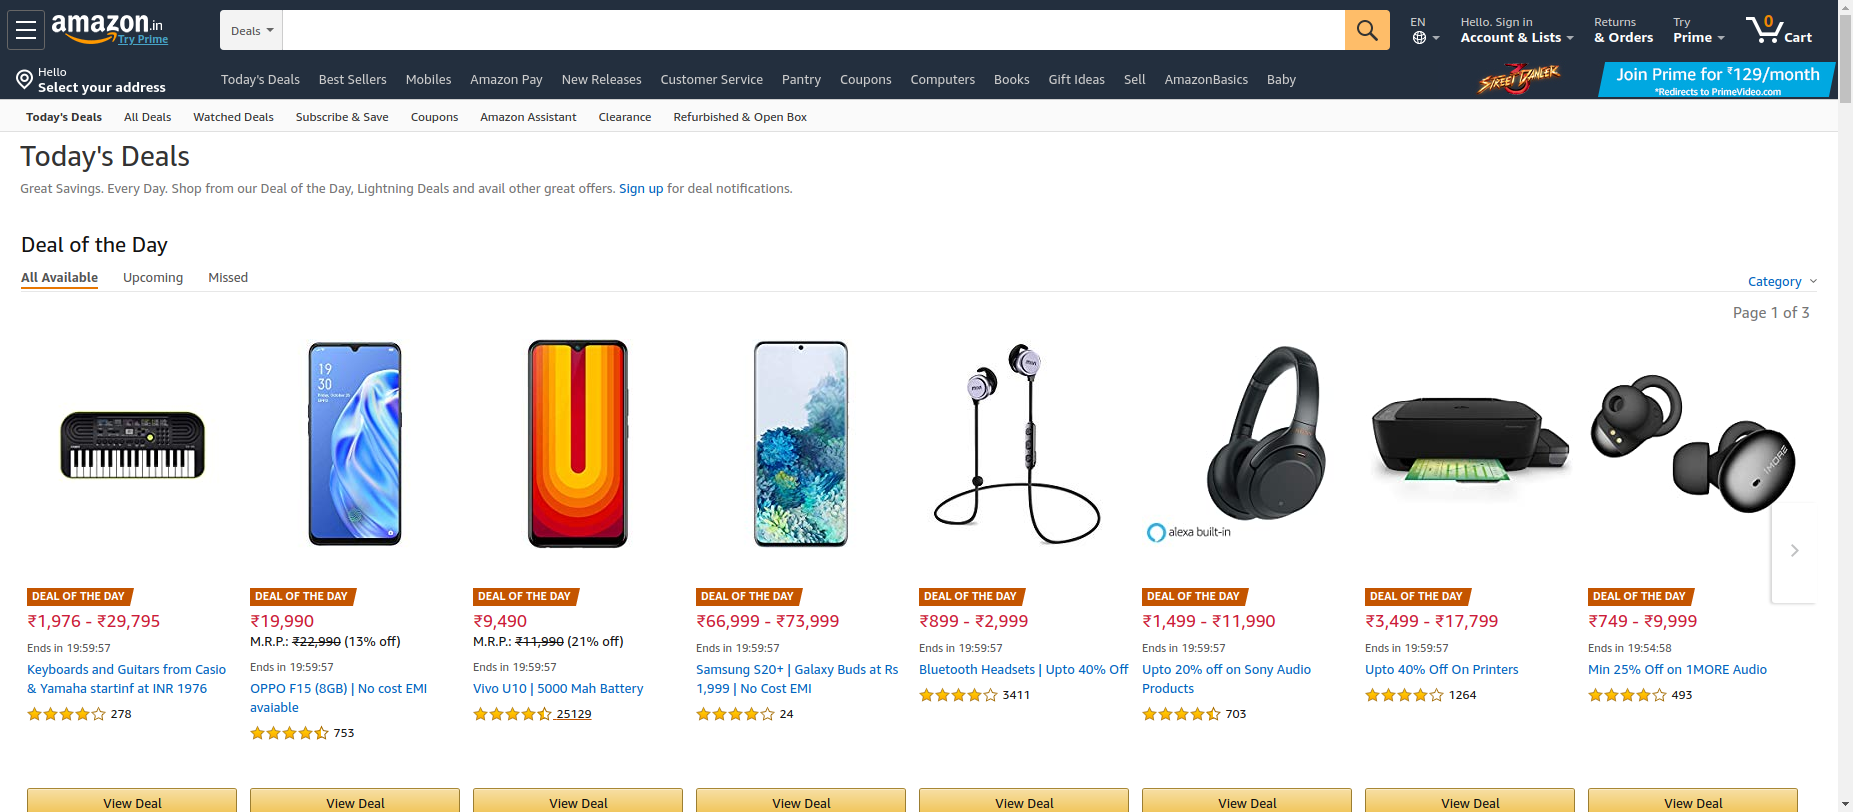 amazon.in
Try Prime
Deals
EN
Hello. Sign in
Account & Lists
Returns
& Orders
Try
Prime
0
Cart
Hello
Select your address
Today's Deals Best Sellers Mobiles Amazon Pay New Releases Customer Service Pantry Coupons Computers Books Gift Ideas Sell AmazonBasics Baby
STREET DANCER 3
Join Prime for ₹129/month
*Redirects to PrimeVideo.com
Today's Deals All Deals Watched Deals Subscribe & Save Coupons Amazon Assistant Clearance Refurbished & Open Box
Today's Deals
Great Savings. Every Day. Shop from our Deal of the Day, Lightning Deals and avail other great offers. Sign up for deal notifications.
Deal of the Day
All Available Upcoming Missed
Category
Page 1 of 3
19
30
alexa built-in
1MORE
DEAL OF THE DAY
₹1,976 - ₹29,795
Ends in 19:59:57
Keyboards and Guitars from Casio
& Yamaha startinf at INR 1976
278
View Deal
DEAL OF THE DAY
₹19,990
M.R.P.: ₹22,990 (13% off)
Ends in 19:59:57
OPPO F15 (8GB) | No cost EMI
avaiable
753
View Deal
DEAL OF THE DAY
₹9,490
M.R.P.: ₹11,990 (21% off)
Ends in 19:59:57
Vivo U10 | 5000 Mah Battery
25129
View Deal
DEAL OF THE DAY
₹66,999 - ₹73,999
Ends in 19:59:57
Samsung S20+ | Galaxy Buds at Rs
1,999 | No Cost EMI
24
View Deal
DEAL OF THE DAY
₹899 - ₹2,999
Ends in 19:59:57
Bluetooth Headsets | Upto 40% Off
3411
View Deal
DEAL OF THE DAY
₹1,499 - ₹11,990
Ends in 19:59:57
Upto 20% off on Sony Audio
Products
703
View Deal
DEAL OF THE DAY
₹3,499 - ₹17,799
Ends in 19:59:57
Upto 40% Off On Printers
1264
View Deal
DEAL OF THE DAY
₹749 - ₹9,999
Ends in 19:54:58
Min 25% Off on 1MORE Audio
493
View Deal